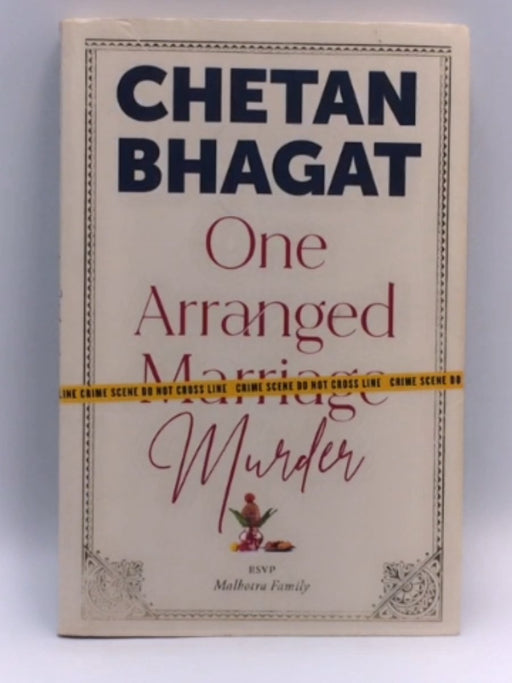 CHETAN
BHAGAT
One
Arranged
Marriage
LINE CRIME SCENE DO NOT CROSS LINE CRIME SCENE DO NOT CROSS LINE CRIME SCENE DO
Murder
RSVP
Malhotra Family